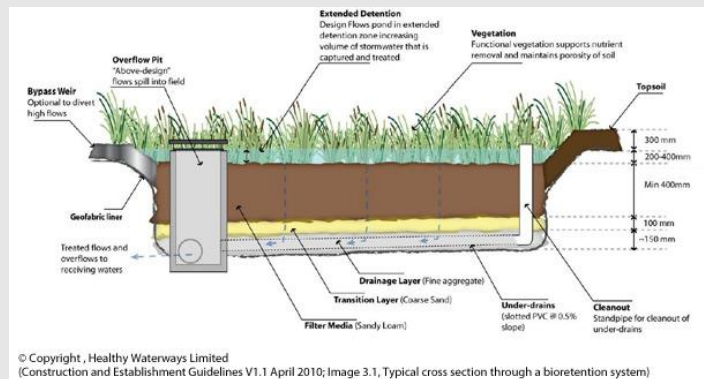 Extended Detention
Design Flows pond in extended
detention zone increasing
volume of stormwater that is
captured and treated
Vegetation
Functional vegetation supports nutrient
removal and maintains porosity of soil
Overflow Pit
"Above-design"
flows spill into field
Bypass Weir
Optional to divert
high flows
Topsoil
300 mm
200-400mm
Min 400mm
100 mm
~150 mm
Geofabric liner
Treated flows and
overflows to
receiving waters
Drainage Layer (Fine aggregate)
Transition Layer (Coarse Sand)
Filter Media (Sandy Loam)
Under-drains
(slotted PVC @ 0.5%
slope)
Cleanout
Standpipe for cleanout of
under-drains
© Copyright , Healthy Waterways Limited
(Construction and Establishment Guidelines V1.1 April 2010; Image 3.1, Typical cross section through a bioretention system)